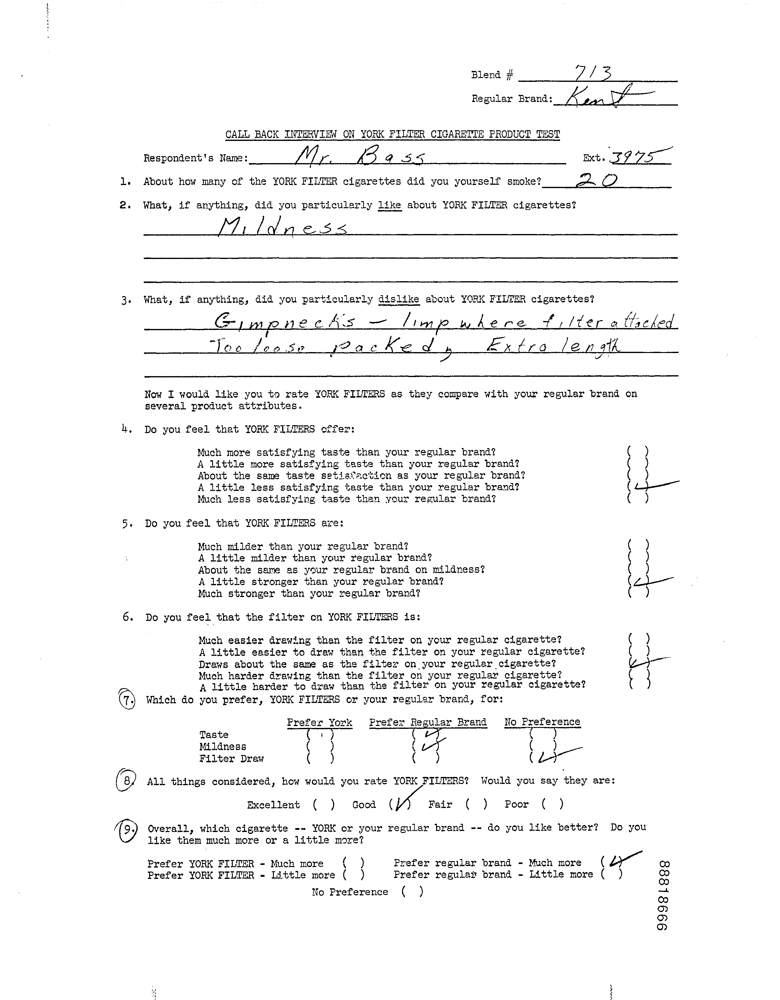 Blend # 713
Regular Brand: Kent
CALL BACK INTERVIEW ON YORK FILTER CIGARETTE PRODUCT TEST
Respondent's Name: Mr. Bass Ext. 3975
1. About how many of the YORK FILTER cigarettes did you yourself smoke? 20
2. What, if anything, did you particularly like about YORK FILTER cigarettes?
Mildness
3. What, if anything, did you particularly dislike about YORK FILTER cigarettes?
Gimpnecks - limp where filter attached
Too loose packed, Extra length
Now I would like you to rate YORK FILTERS as they compare with your regular brand on
several product attributes.
4. Do you feel that YORK FILTERS offer:
Much more satisfying taste than your regular brand? ( )
A little more satisfying taste than your regular brand? ( )
About the same taste satisfaction as your regular brand? ( )
A little less satisfying taste than your regular brand? (✓)
Much less satisfying taste than your regular brand? ( )
5. Do you feel that YORK FILTERS are:
Much milder than your regular brand? ( )
A little milder than your regular brand? ( )
About the same as your regular brand on mildness? ( )
A little stronger than your regular brand? (✓)
Much stronger than your regular brand? ( )
6. Do you feel that the filter on YORK FILTERS is:
Much easier drawing than the filter on your regular cigarette? ( )
A little easier to draw than the filter on your regular cigarette? ( )
Draws about the same as the filter on your regular cigarette? (✓)
Much harder drawing than the filter on your regular cigarette? ( )
A little harder to draw than the filter on your regular cigarette? ( )
7. Which do you prefer, YORK FILTERS or your regular brand, for:
Prefer York Prefer Regular Brand No Preference
Taste ( ) (✓) ( )
Mildness ( ) (✓) ( )
Filter Draw ( ) ( ) (✓)
8. All things considered, how would you rate YORK FILTERS? Would you say they are:
Excellent ( ) Good (✓) Fair ( ) Poor ( )
9. Overall, which cigarette -- YORK or your regular brand -- do you like better? Do you
like them much more or a little more?
Prefer YORK FILTER - Much more ( ) Prefer regular brand - Much more (✓)
Prefer YORK FILTER - Little more ( ) Prefer regular brand - Little more ( )
No Preference ( )
88818666